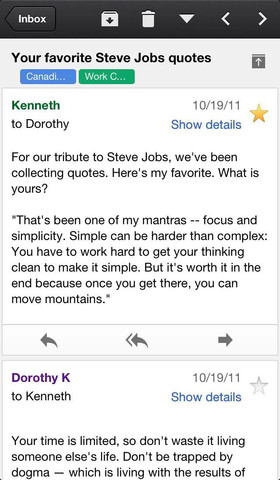 Inbox
Your favorite Steve Jobs quotes
Canadi... Work C...
Kenneth 10/19/11
to Dorothy Show details
For our tribute to Steve Jobs, we've been
collecting quotes. Here's my favorite. What is
yours?
"That's been one of my mantras -- focus and
simplicity. Simple can be harder than complex:
You have to work hard to get your thinking
clean to make it simple. But it's worth it in the
end because once you get there, you can
move mountains."
Dorothy K 10/19/11
to Kenneth Show details
Your time is limited, so don't waste it living
someone else's life. Don't be trapped by
dogma — which is living with the results of